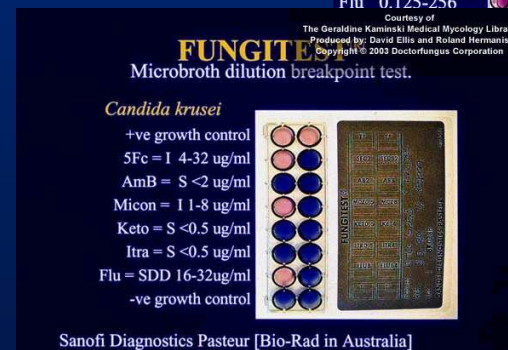 Flu 0.125-256
Courtesy of
The Geraldine Kaminski Medical Mycology Libra
Produced by: David Ellis and Roland Hermanis
Copyright © 2003 Doctorfungus Corporation
FUNGITEST®
Microbroth dilution breakpoint test.
Candida krusei
+ve growth control
5Fc = I 4-32 ug/ml
AmB = S <2 ug/ml
Micon = I 1-8 ug/ml
Keto = S <0.5 ug/ml
Itra = S <0.5 ug/ml
Flu = SDD 16-32ug/ml
-ve growth control
FUNGITEST®
Sanofi Diagnostics Pasteur [Bio-Rad in Australia]